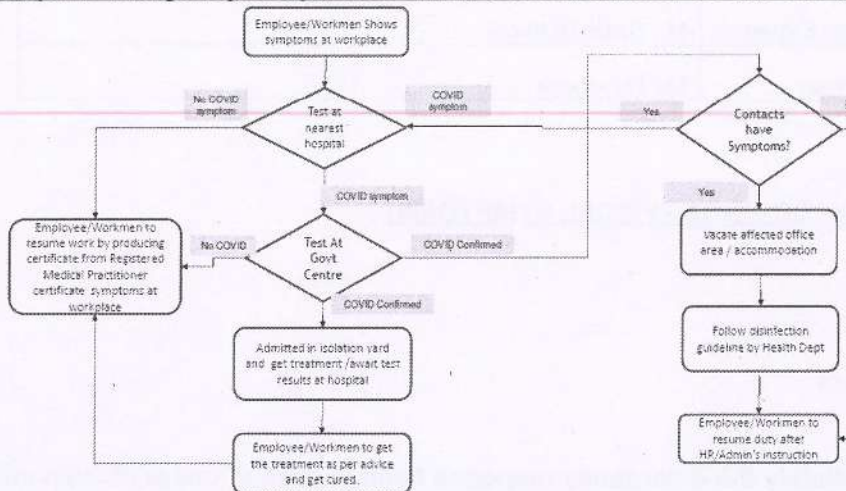 Employee/Workmen Shows
symptoms at workplace
No COVID
symptom
Test at
nearest
hospital
COVID
symptom
Yes
Contacts
have
Symptoms?
COVID symptom
Yes
Employee/Workmen to
resume work by producing
certificate from Registered
Medical Practitioner
certificate symptoms at
workplace
No COVID
Test At
Govt
Centre
COVID Confirmed
Vacate affected office
area / accommodation
COVID Confirmed
Admitted in isolation yard
and get treatment /await test
results at hospital
Follow disinfection
guideline by Health Dept
Employee/Workmen to get
the treatment as per advice
and get cured.
Employee/Workmen to
resume duty after
HR/Admin's instruction